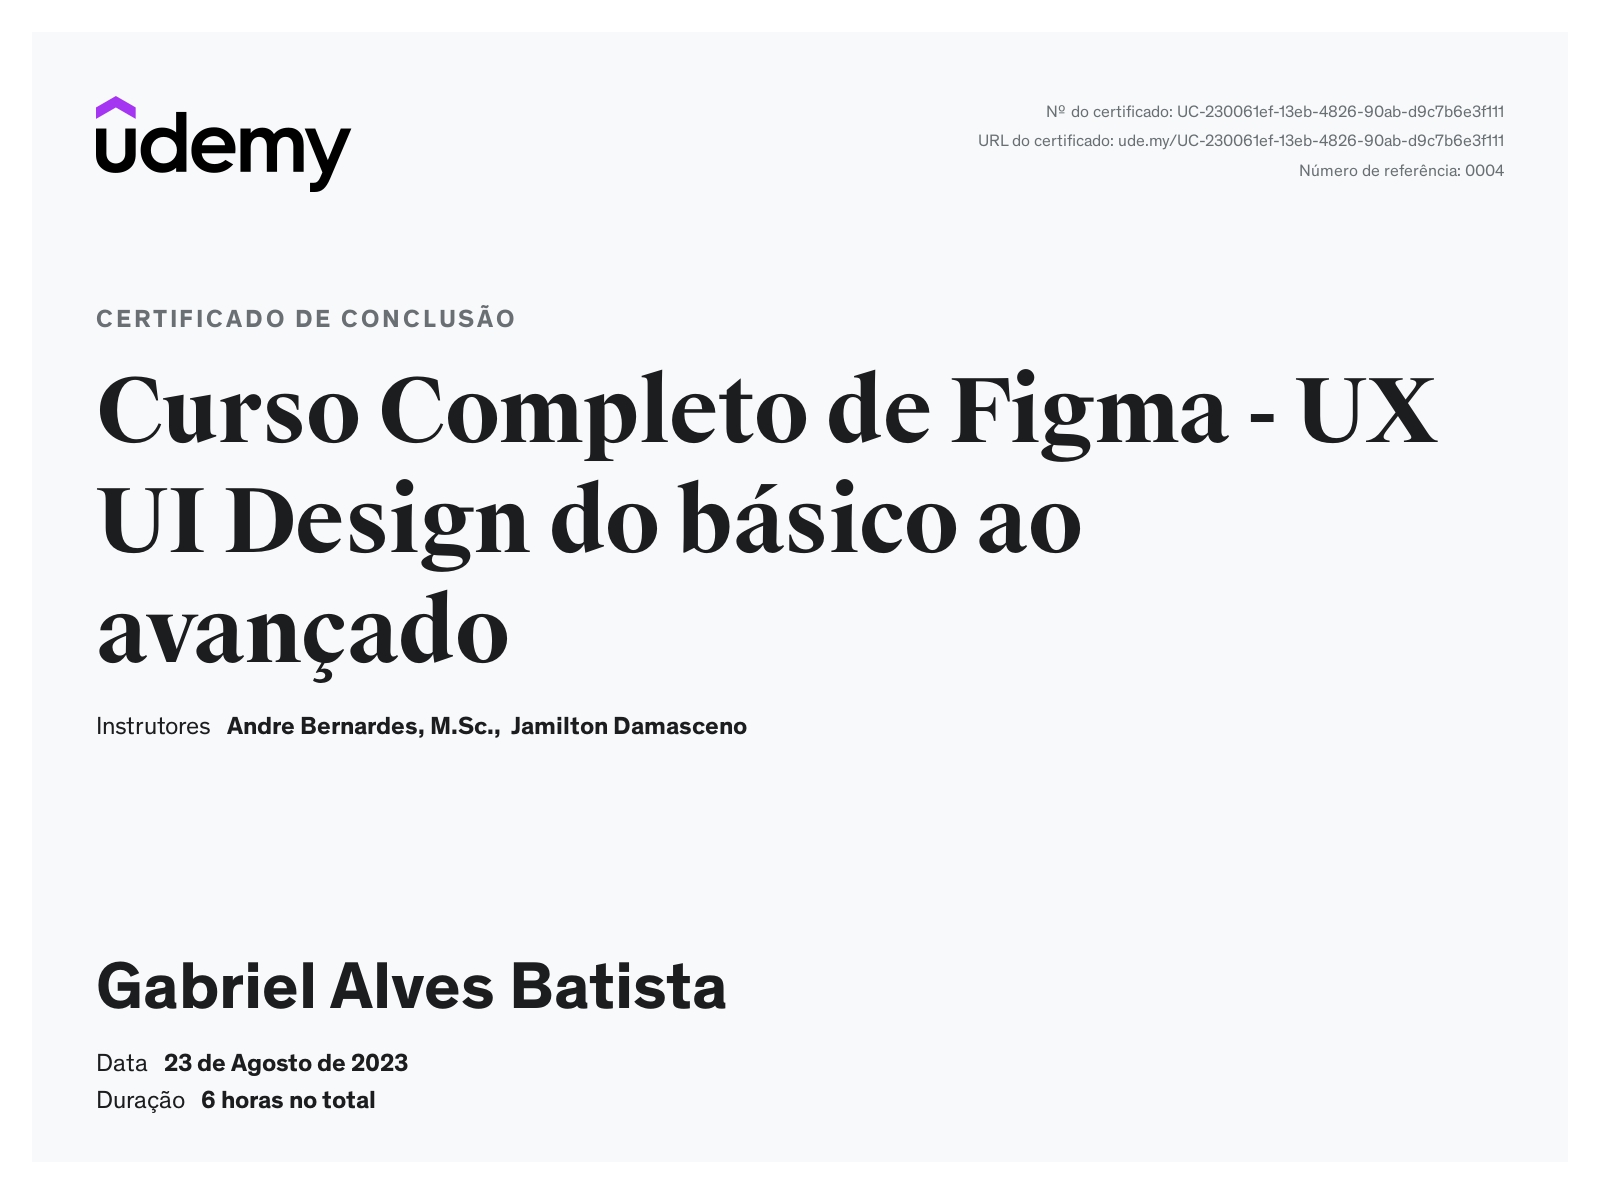 udemy
Nº do certificado: UC-230061ef-13eb-4826-90ab-d9c7b6e3f111
URL do certificado: ude.my/UC-230061ef-13eb-4826-90ab-d9c7b6e3f111
Número de referência: 0004
CERTIFICADO DE CONCLUSÃO
Curso Completo de Figma - UX
UI Design do básico ao
avançado
Instrutores Andre Bernardes, M.Sc., Jamilton Damasceno
Gabriel Alves Batista
Data 23 de Agosto de 2023
Duração 6 horas no total